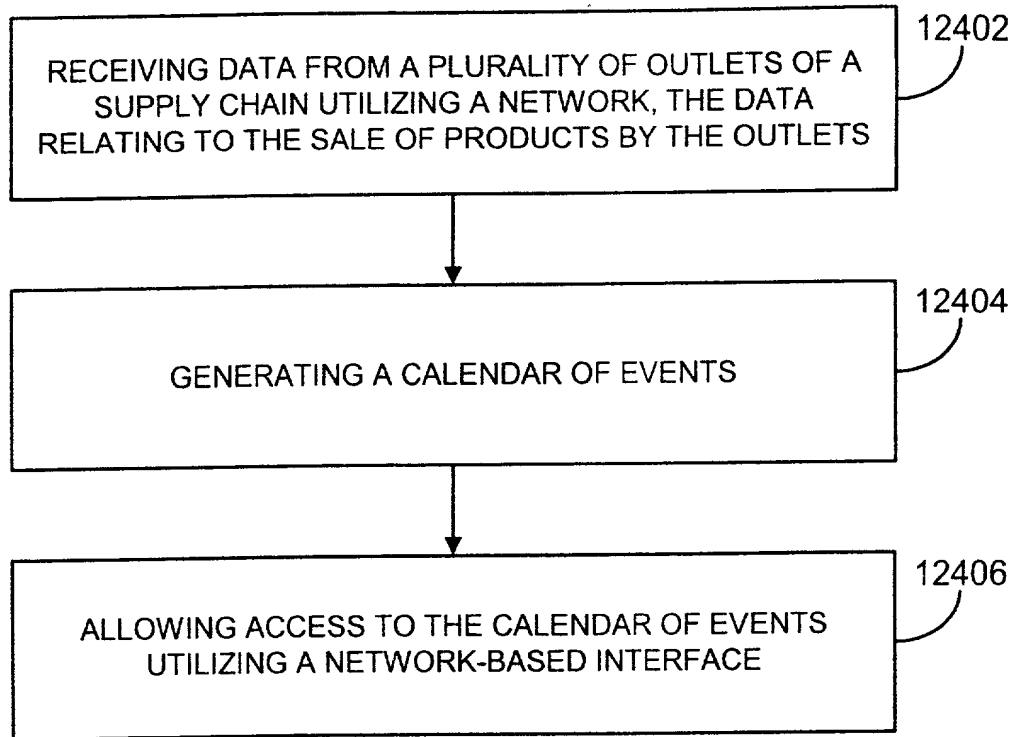 12402
RECEIVING DATA FROM A PLURALITY OF OUTLETS OF A
SUPPLY CHAIN UTILIZING A NETWORK, THE DATA
RELATING TO THE SALE OF PRODUCTS BY THE OUTLETS
12404
GENERATING A CALENDAR OF EVENTS
12406
ALLOWING ACCESS TO THE CALENDAR OF EVENTS
UTILIZING A NETWORK-BASED INTERFACE